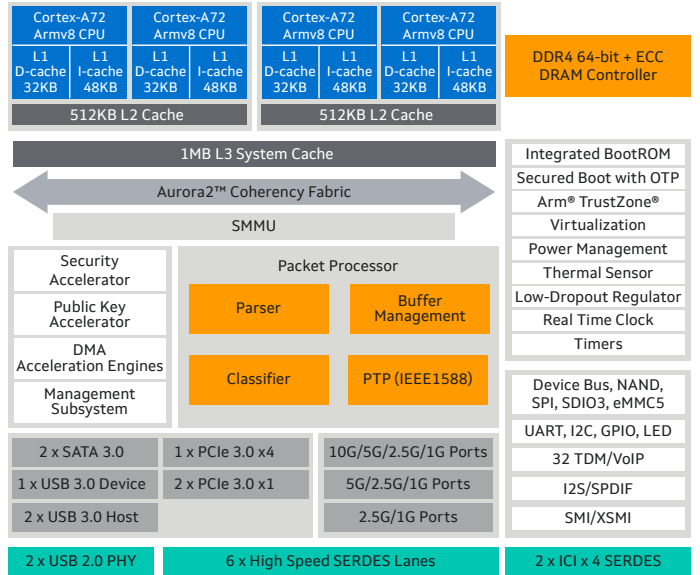 Cortex-A72
Armv8 CPU
Cortex-A72
Armv8 CPU
L1
D-cache
32KB
L1
I-cache
48KB
L1
D-cache
32KB
L1
I-cache
48KB
512KB L2 Cache
Cortex-A72
Armv8 CPU
Cortex-A72
Armv8 CPU
L1
D-cache
32KB
L1
I-cache
48KB
L1
D-cache
32KB
L1
I-cache
48KB
512KB L2 Cache
DDR4 64-bit + ECC
DRAM Controller
1MB L3 System Cache
Aurora2™ Coherency Fabric
SMMU
Security
Accelerator
Public Key
Accelerator
DMA
Acceleration Engines
Management
Subsystem
Packet Processor
Parser
Buffer
Management
Classifier
PTP (IEEE1588)
Integrated BootROM
Secured Boot with OTP
Arm® TrustZone®
Virtualization
Power Management
Thermal Sensor
Low-Dropout Regulator
Real Time Clock
Timers
Device Bus, NAND,
SPI, SDIO3, eMMC5
UART, I2C, GPIO, LED
32 TDM/VoIP
I2S/SPDIF
SMI/XSMI
2 x SATA 3.0
1 x PCIe 3.0 x4
1 x USB 3.0 Device
2 x PCIe 3.0 x1
2 x USB 3.0 Host
10G/5G/2.5G/1G Ports
5G/2.5G/1G Ports
2.5G/1G Ports
2 x USB 2.0 PHY
6 x High Speed SERDES Lanes
2 x ICI x 4 SERDES